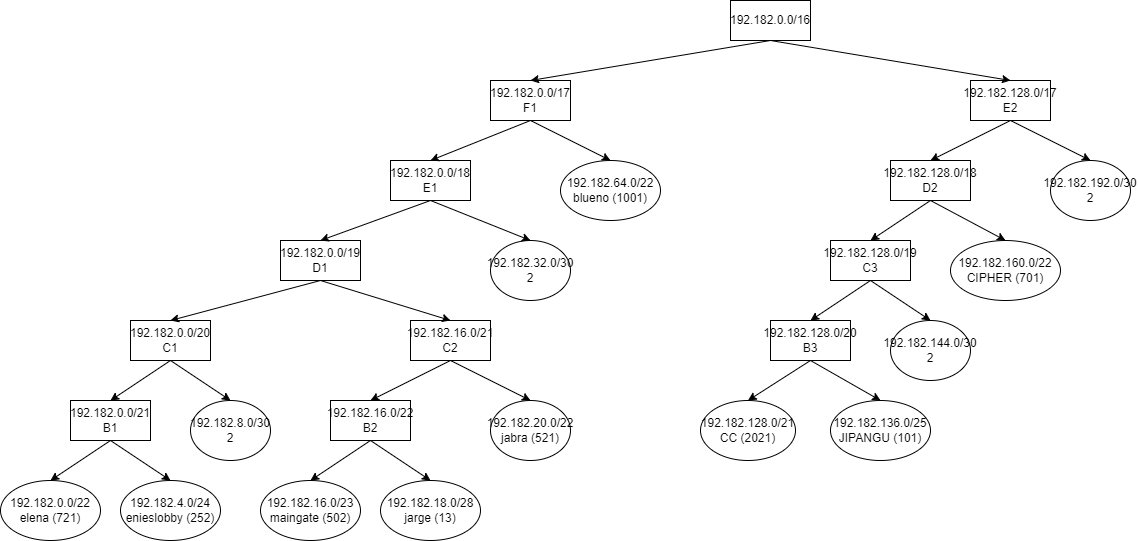 192.182.0.0/16
192.182.0.0/17
F1
192.182.128.0/17
E2
192.182.0.0/18
E1
192.182.64.0/22
blueno (1001)
192.182.128.0/18
D2
192.182.192.0/30
2
192.182.0.0/19
D1
192.182.32.0/30
2
192.182.128.0/19
C3
192.182.160.0/22
CIPHER (701)
192.182.0.0/20
C1
192.182.16.0/21
C2
192.182.128.0/20
B3
192.182.144.0/30
2
192.182.0.0/21
B1
192.182.8.0/30
2
192.182.16.0/22
B2
192.182.20.0/22
jabra (521)
192.182.128.0/21
CC (2021)
192.182.136.0/25
JIPANGU (101)
192.182.0.0/22
elena (721)
192.182.4.0/24
enieslobby (252)
192.182.16.0/23
maingate (502)
192.182.18.0/28
jarge (13)